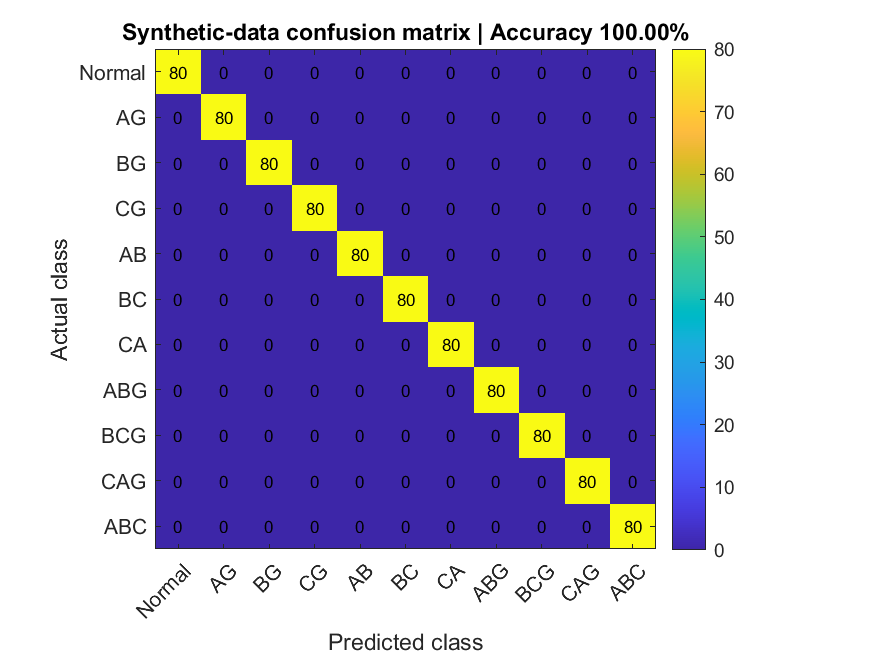 Synthetic-data confusion matrix | Accuracy 100.00%
Normal 80 0 0 0 0 0 0 0 0 0 0
AG 0 80 0 0 0 0 0 0 0 0 0
BG 0 0 80 0 0 0 0 0 0 0 0
CG 0 0 0 80 0 0 0 0 0 0 0
AB 0 0 0 0 80 0 0 0 0 0 0
BC 0 0 0 0 0 80 0 0 0 0 0
CA 0 0 0 0 0 0 80 0 0 0 0
ABG 0 0 0 0 0 0 0 80 0 0 0
BCG 0 0 0 0 0 0 0 0 80 0 0
CAG 0 0 0 0 0 0 0 0 0 80 0
ABC 0 0 0 0 0 0 0 0 0 0 80
Normal AG BG CG AB BC CA ABG BCG CAG ABC
Predicted class
Actual class
80
70
60
50
40
30
20
10
0